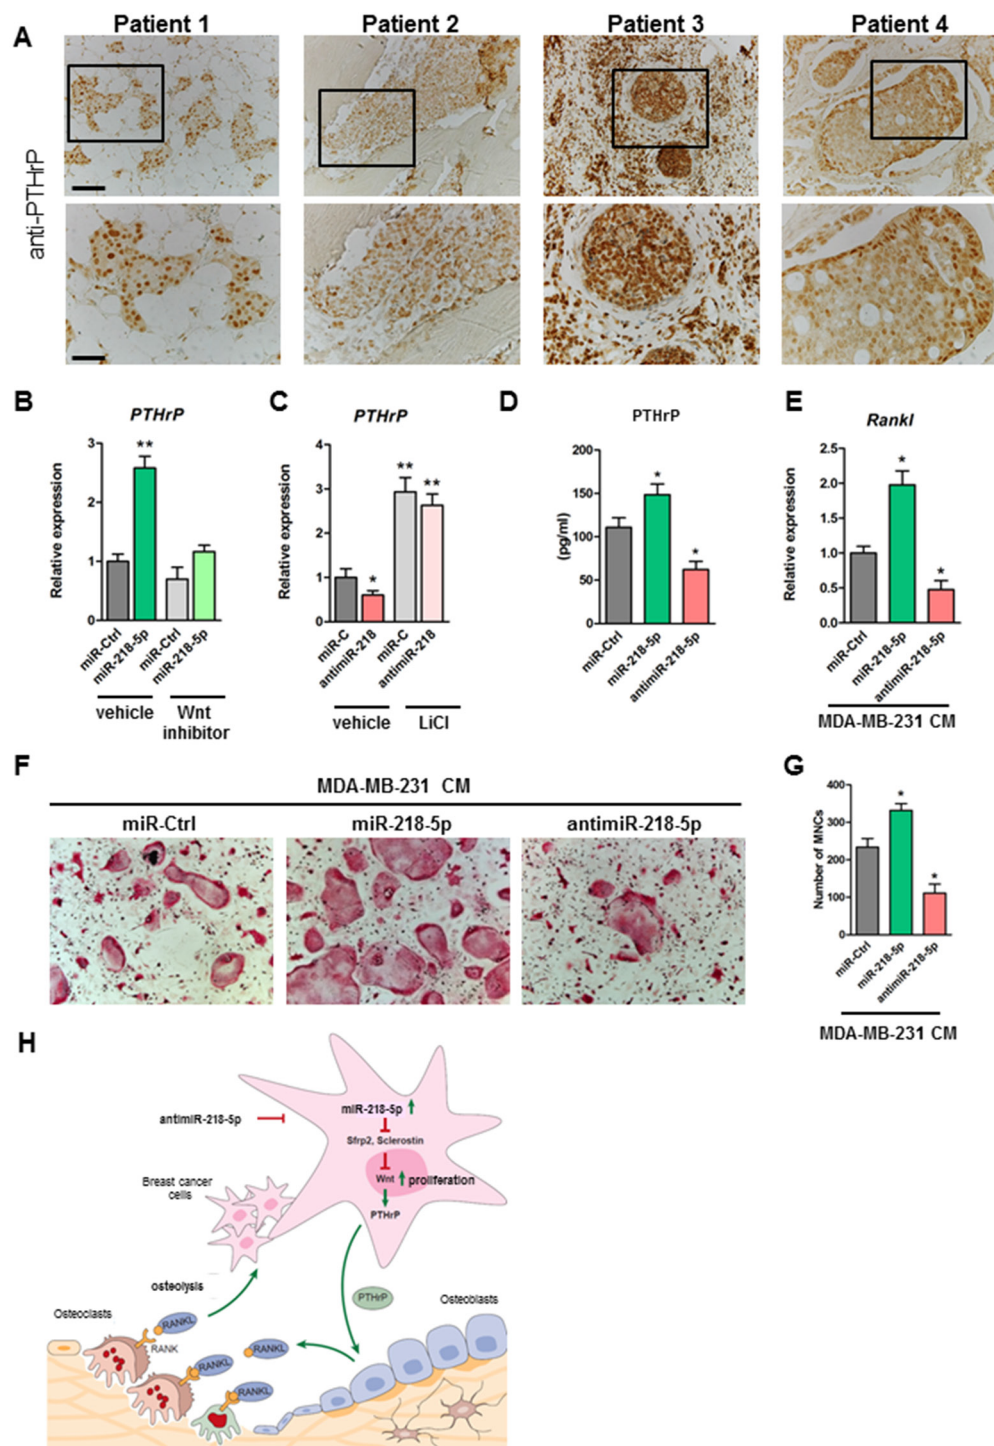 A
Patient 1 Patient 2 Patient 3 Patient 4
anti-PTHrP
B
PTHrP
Relative expression
3
2
1
0
**
miR-Ctrl
miR-218-5p
miR-Ctrl
miR-218-5p
vehicle
Wnt
inhibitor
C
PTHrP
Relative expression
4
3
2
1
0
*
**
**
miR-C
antimiR-218
miR-C
antimiR-218
vehicle
LiCl
D
PTHrP
(pg/ml)
200
150
100
50
0
*
*
miR-Ctrl
miR-218-5p
antimiR-218-5p
E
Rankl
Relative expression
2.5
2.0
1.5
1.0
0.5
0.0
*
*
miR-Ctrl
miR-218-5p
antimiR-218-5p
MDA-MB-231 CM
F
MDA-MB-231 CM
miR-Ctrl miR-218-5p antimiR-218-5p
G
Number of MNCs
400
300
200
100
0
*
*
miR-Ctrl
miR-218-5p
antimiR-218-5p
MDA-MB-231 CM
H
antimiR-218-5p
miR-218-5p
Sfrp2, Sclerostin
Wnt proliferation
PTHrP
Breast cancer
cells
osteolysis
PTHrP
Osteoclasts
Osteoblasts
RANKL
RANK
RANKL
RANKL
RANKL